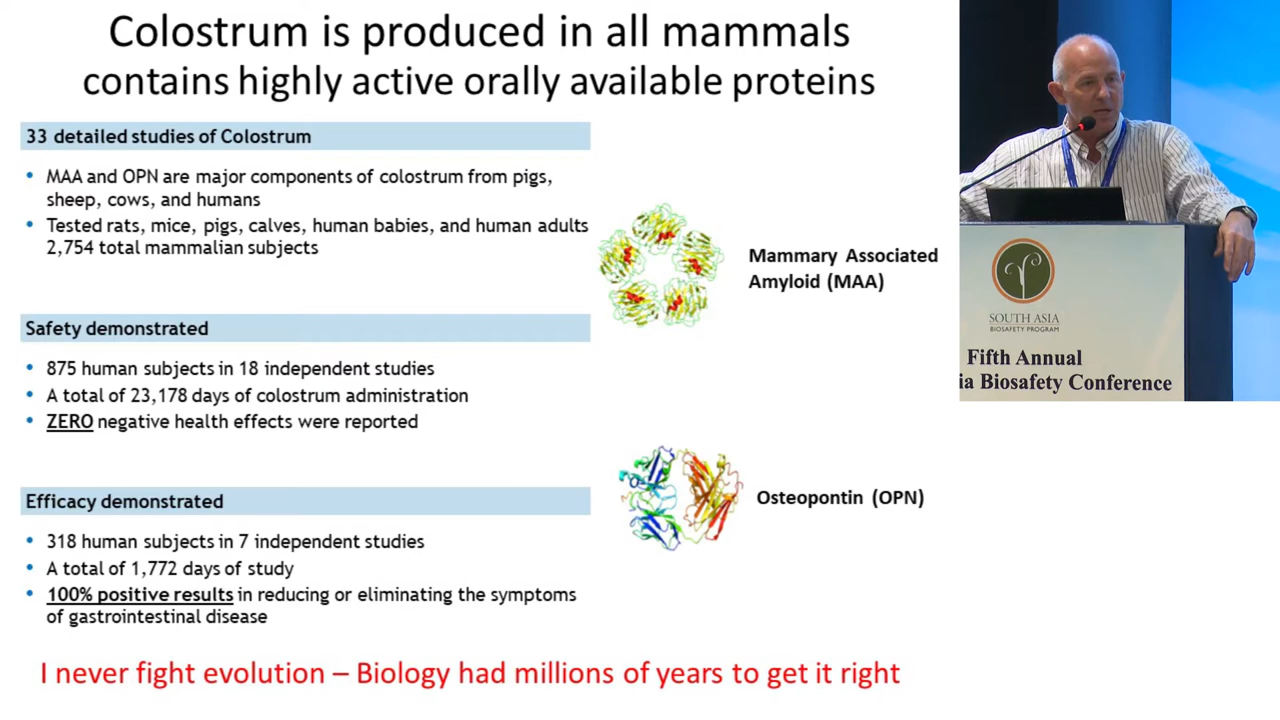 Colostrum is produced in all mammals
contains highly active orally available proteins
33 detailed studies of Colostrum
• MAA and OPN are major components of colostrum from pigs,
sheep, cows, and humans
• Tested rats, mice, pigs, calves, human babies, and human adults
2,754 total mammalian subjects
Safety demonstrated
• 875 human subjects in 18 independent studies
• A total of 23,178 days of colostrum administration
• ZERO negative health effects were reported
Efficacy demonstrated
• 318 human subjects in 7 independent studies
• A total of 1,772 days of study
• 100% positive results in reducing or eliminating the symptoms
of gastrointestinal disease
Mammary Associated
Amyloid (MAA)
Osteopontin (OPN)
I never fight evolution – Biology had millions of years to get it right
SOUTH ASIA
BIOSAFETY PROGRAM
Fifth Annual
ia Biosafety Conference